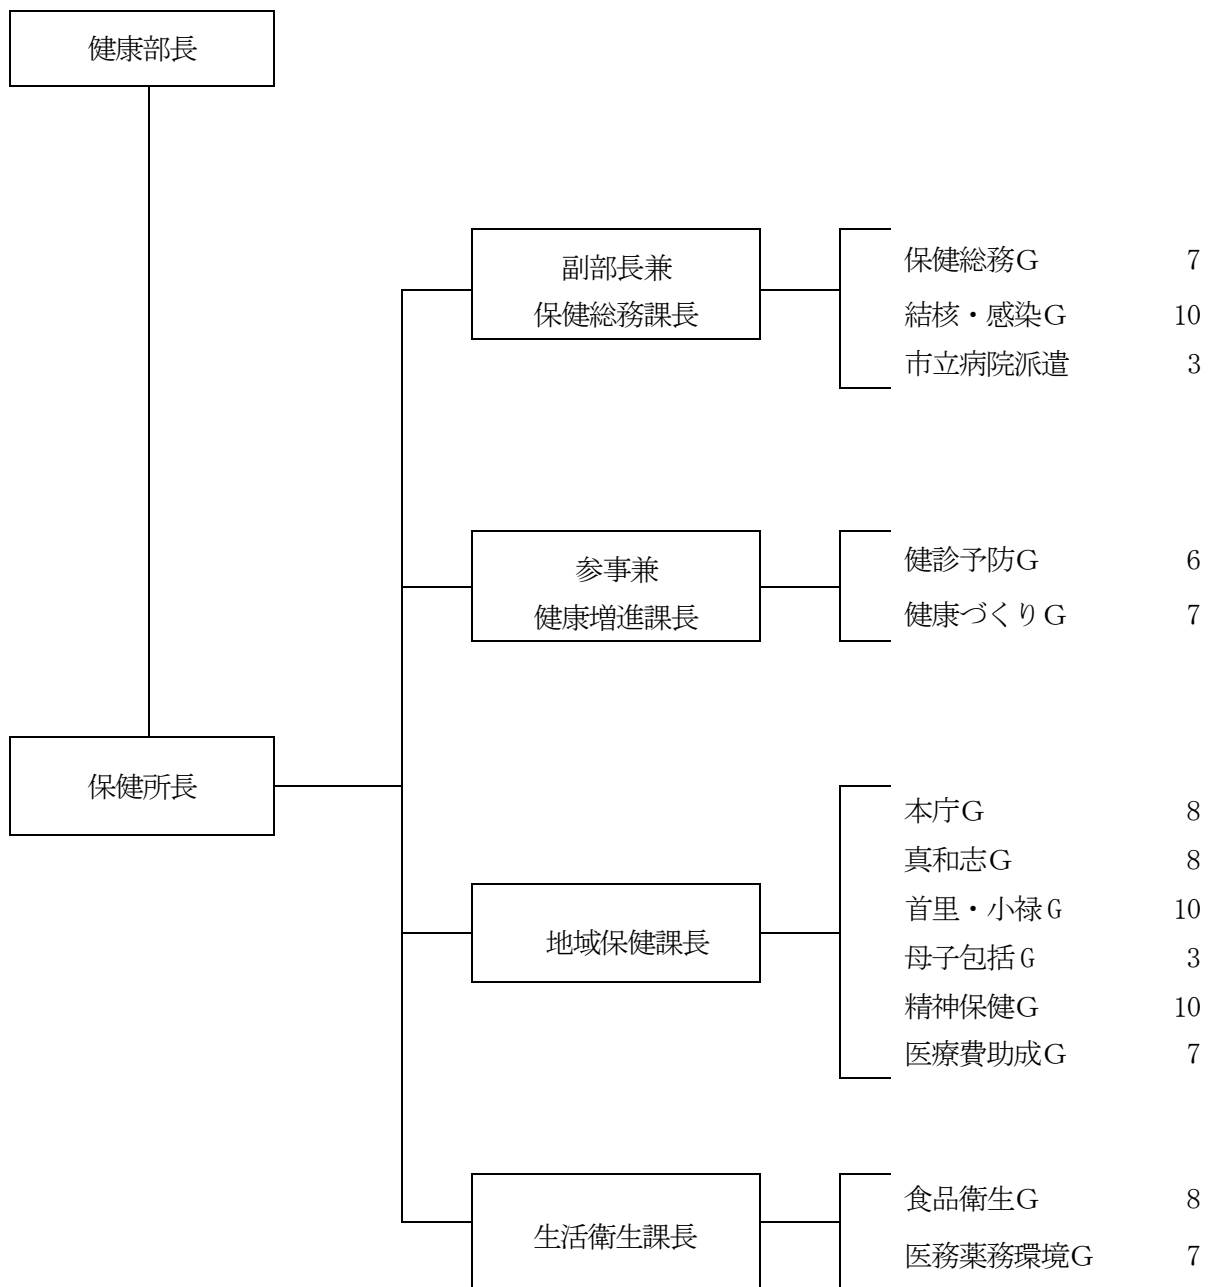 健康部長
副部長兼
保健総務課長
保健総務Ｇ 7
結核・感染Ｇ 10
市立病院派遣 3
参事兼
健康増進課長
健診予防Ｇ 6
健康づくりＧ 7
保健所長
地域保健課長
本庁Ｇ 8
真和志Ｇ 8
首里・小禄G 10
母子包括G 3
精神保健Ｇ 10
医療費助成Ｇ 7
生活衛生課長
食品衛生Ｇ 8
医務薬務環境Ｇ 7